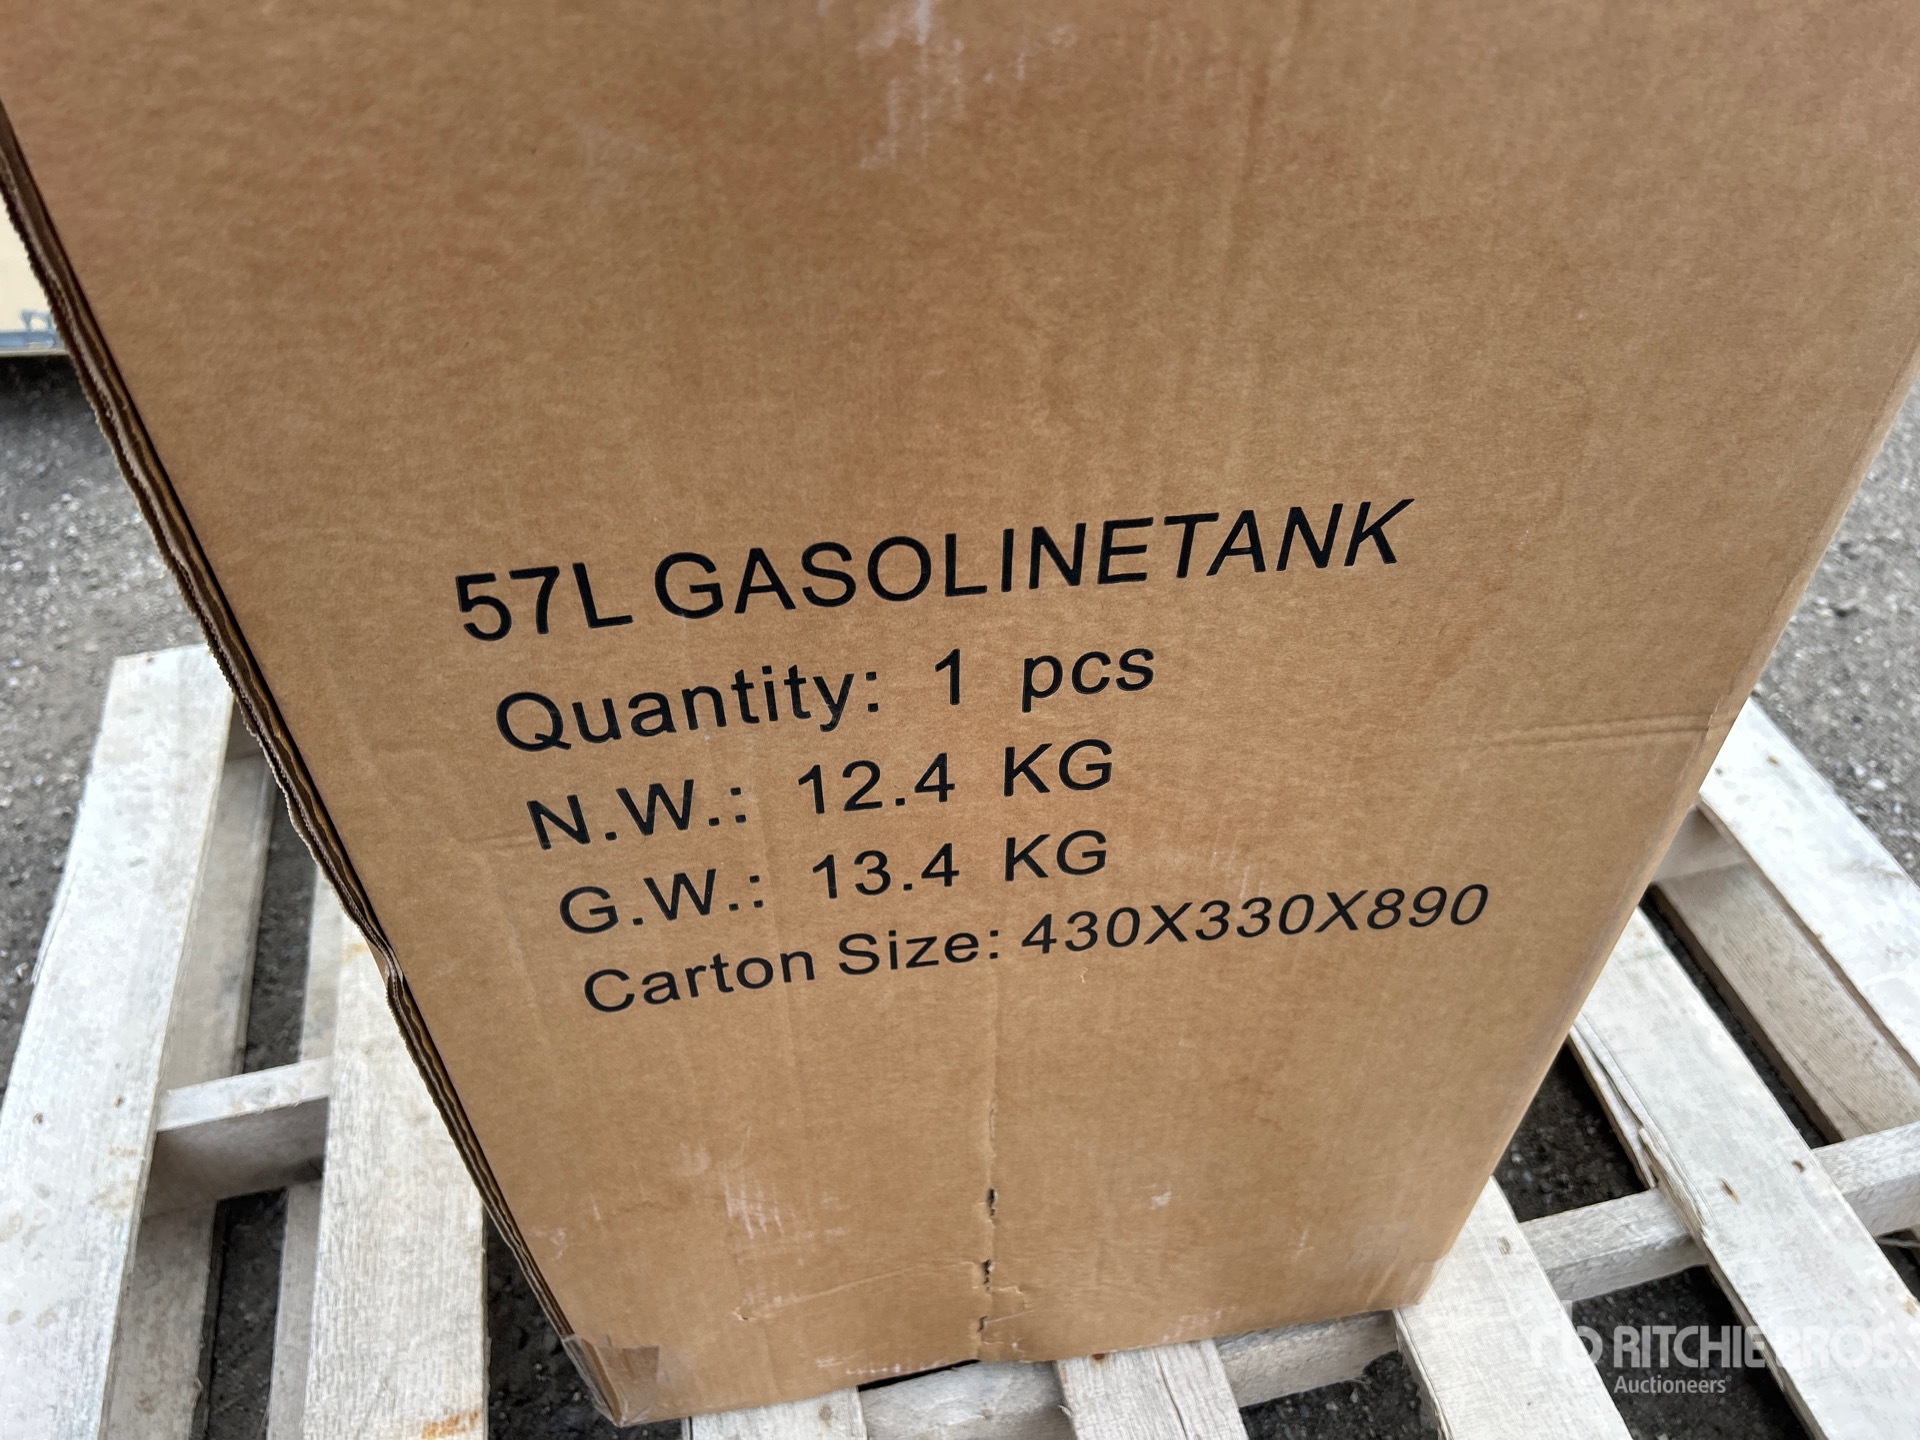 57L GASOLINETANK
Quantity: 1 pcs
N.W.: 12.4 KG
G.W.: 13.4 KG
Carton Size: 430X330X890
RITCHIE BROS.
Auctioneers